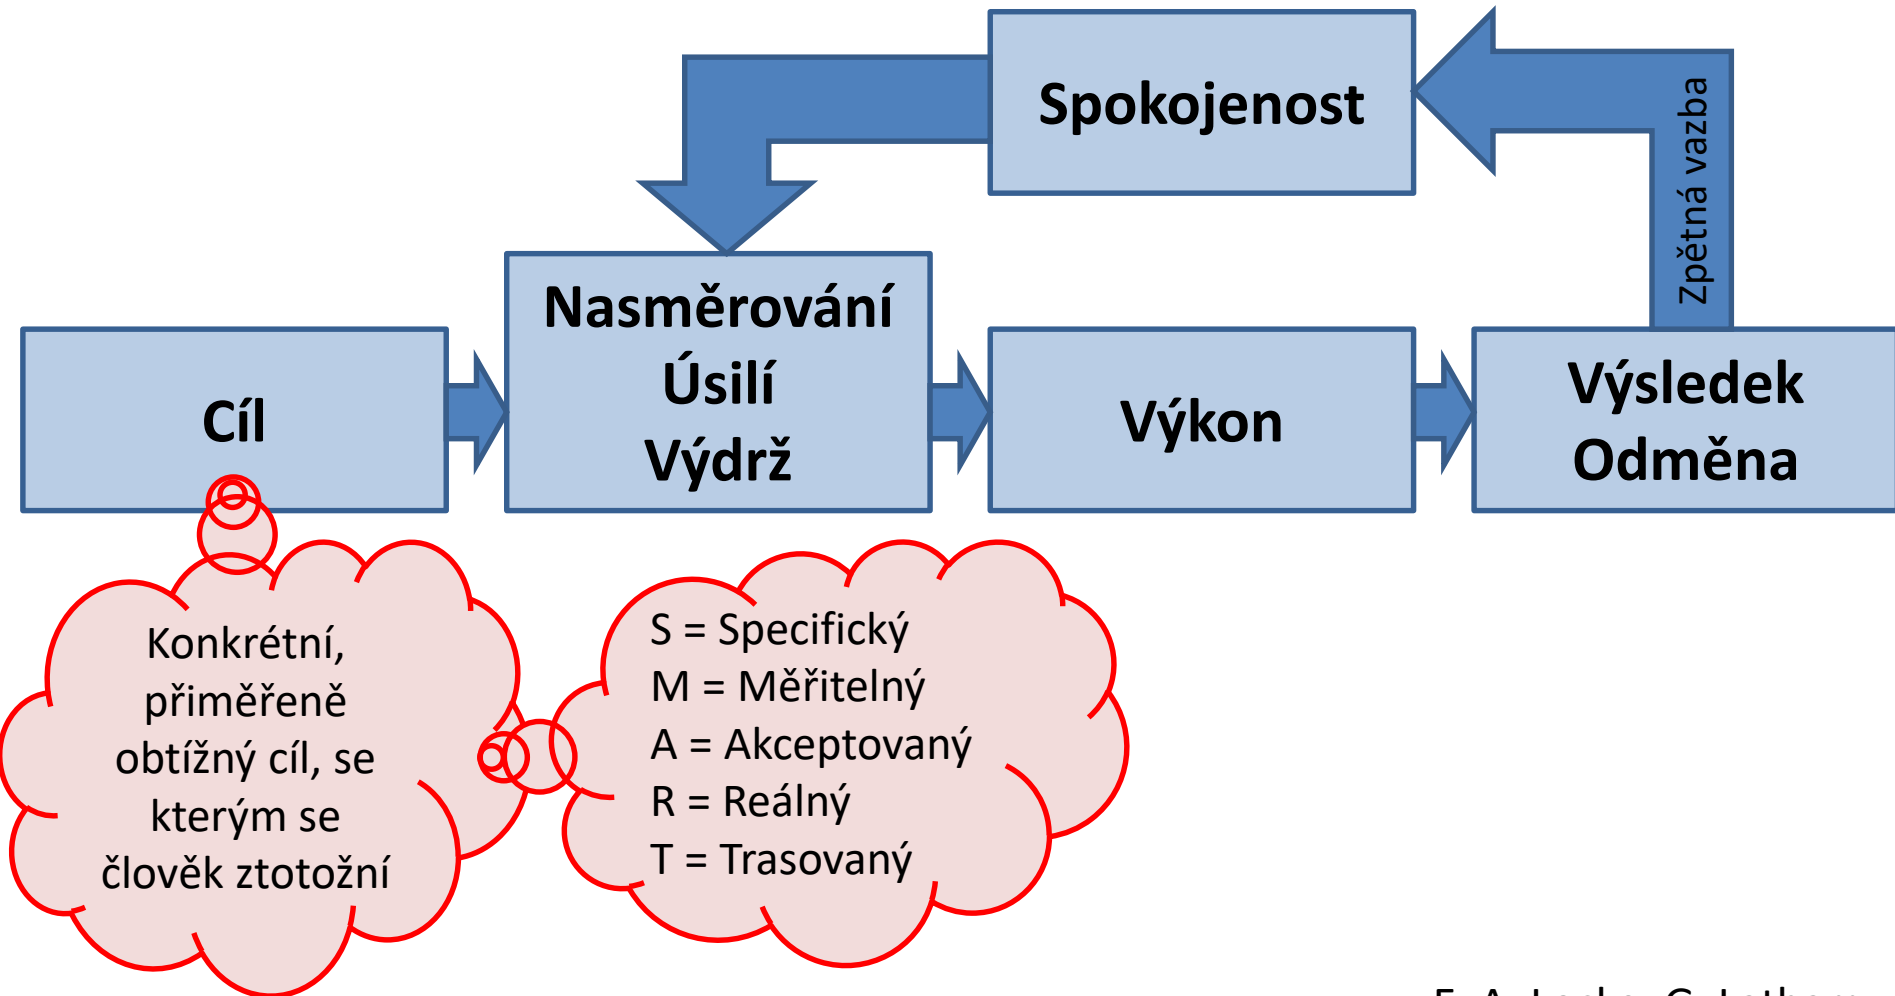 Spokojenost
Zpětná vazba
Nasměrování
Úsilí
Výdrž
Cíl
Výkon
Výsledek
Odměna
Konkrétní,
přiměřeně
obtížný cíl, se
kterým se
člověk ztotožní
S = Specifický
M = Měřitelný
A = Akceptovaný
R = Reálný
T = Trasovaný